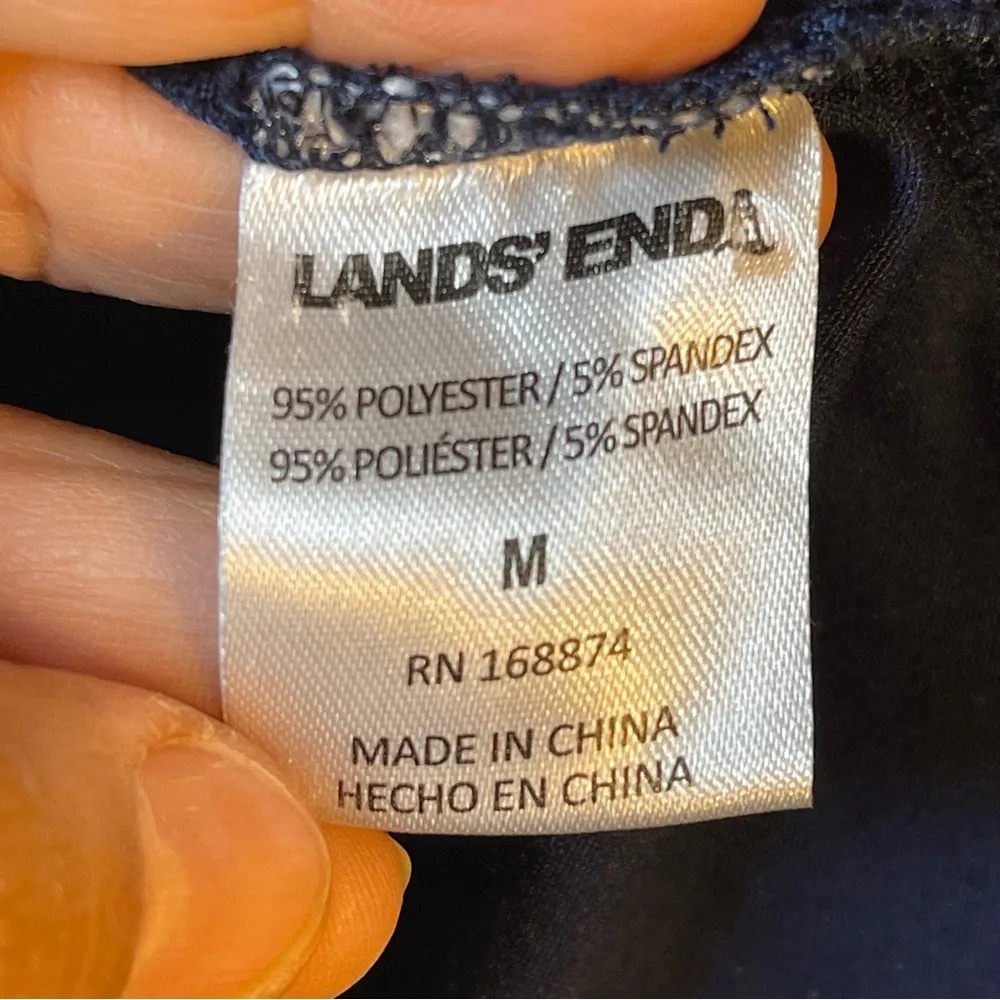 LANDS' END
95% POLYESTER / 5% SPANDEX
95% POLIÉSTER / 5% SPANDEX
M
RN 168874
MADE IN CHINA
HECHO EN CHINA